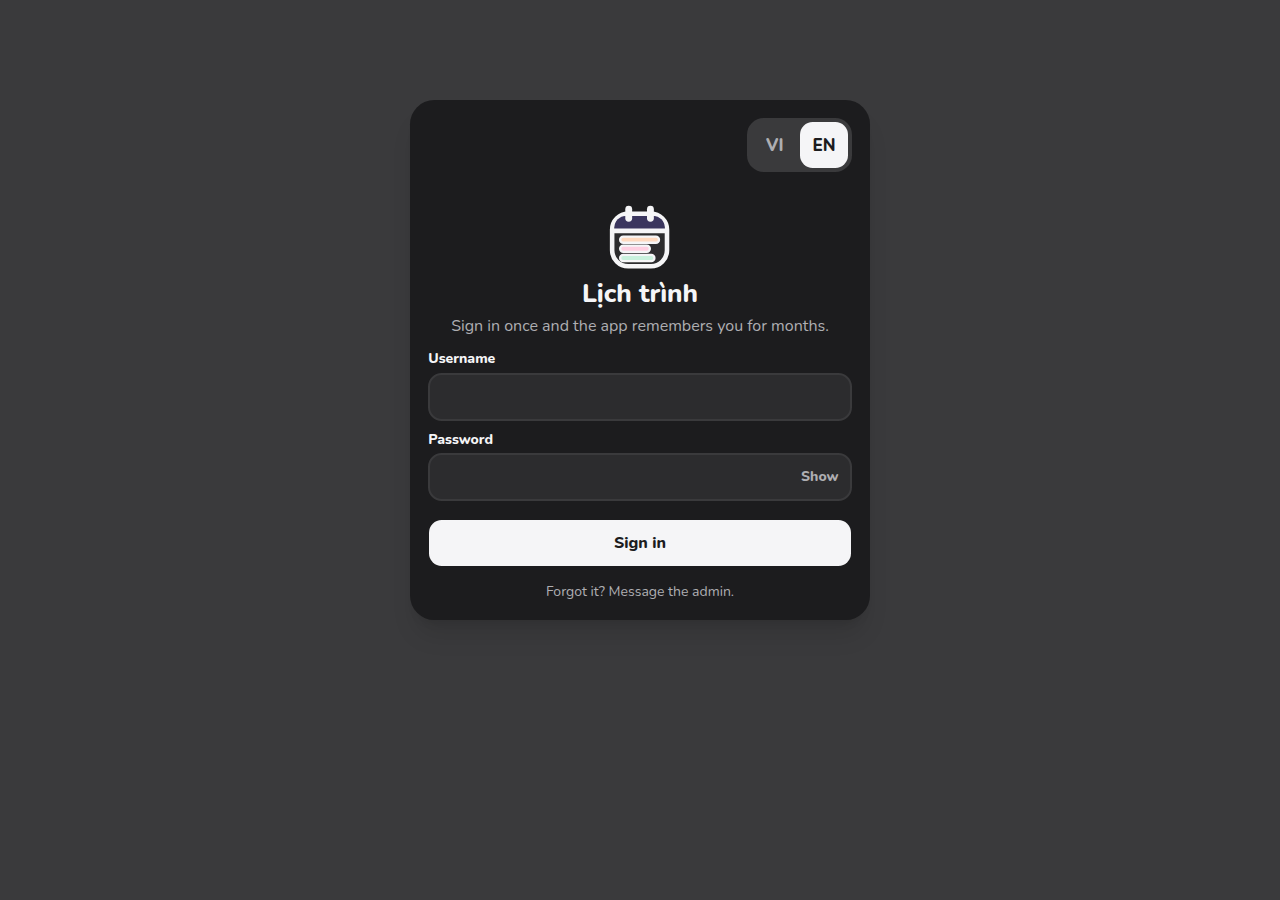 VI EN
Lịch trình
Sign in once and the app remembers you for months.
Username
Password
Show
Sign in
Forgot it? Message the admin.